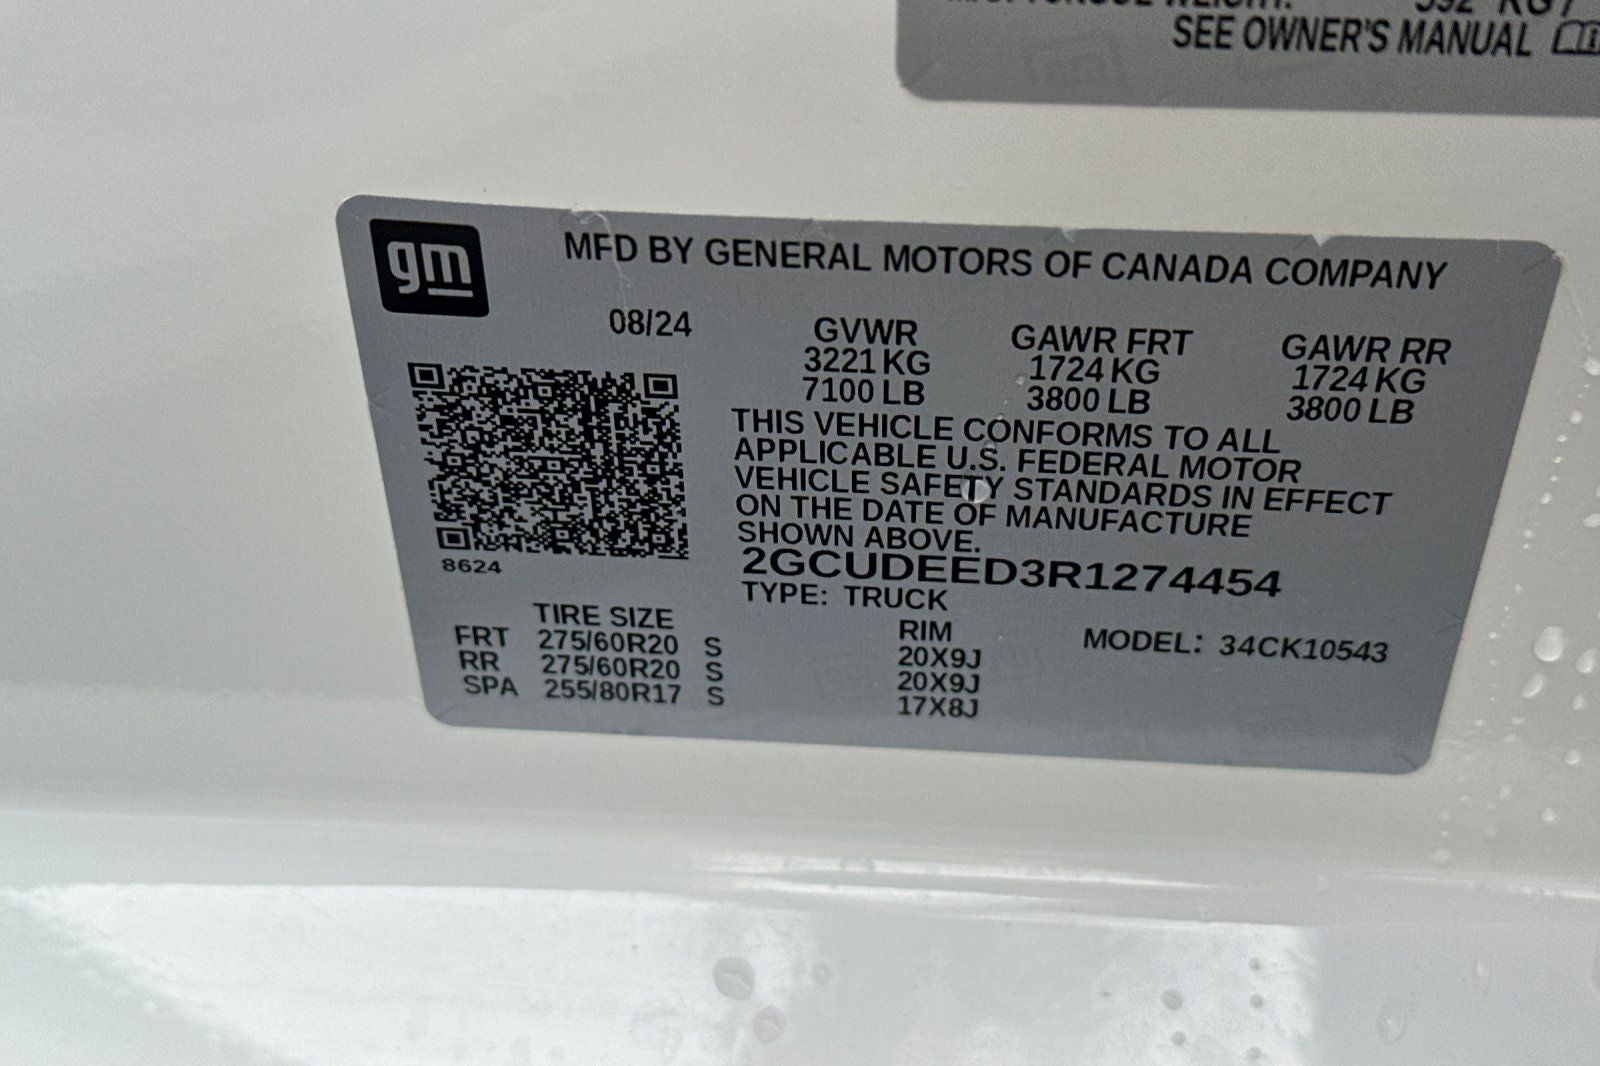 592 KG
SEE OWNER'S MANUAL
gm
MFD BY GENERAL MOTORS OF CANADA COMPANY
08/24
GVWR GAWR FRT GAWR RR
3221 KG 1724 KG 1724 KG
7100 LB 3800 LB 3800 LB
THIS VEHICLE CONFORMS TO ALL
APPLICABLE U.S. FEDERAL MOTOR
VEHICLE SAFETY STANDARDS IN EFFECT
ON THE DATE OF MANUFACTURE
SHOWN ABOVE.
2GCUDEED3R1274454
TYPE: TRUCK
8624
TIRE SIZE RIM MODEL: 34CK10543
FRT 275/60R20 S 20X9J
RR 275/60R20 S 20X9J
SPA 255/80R17 S 17X8J